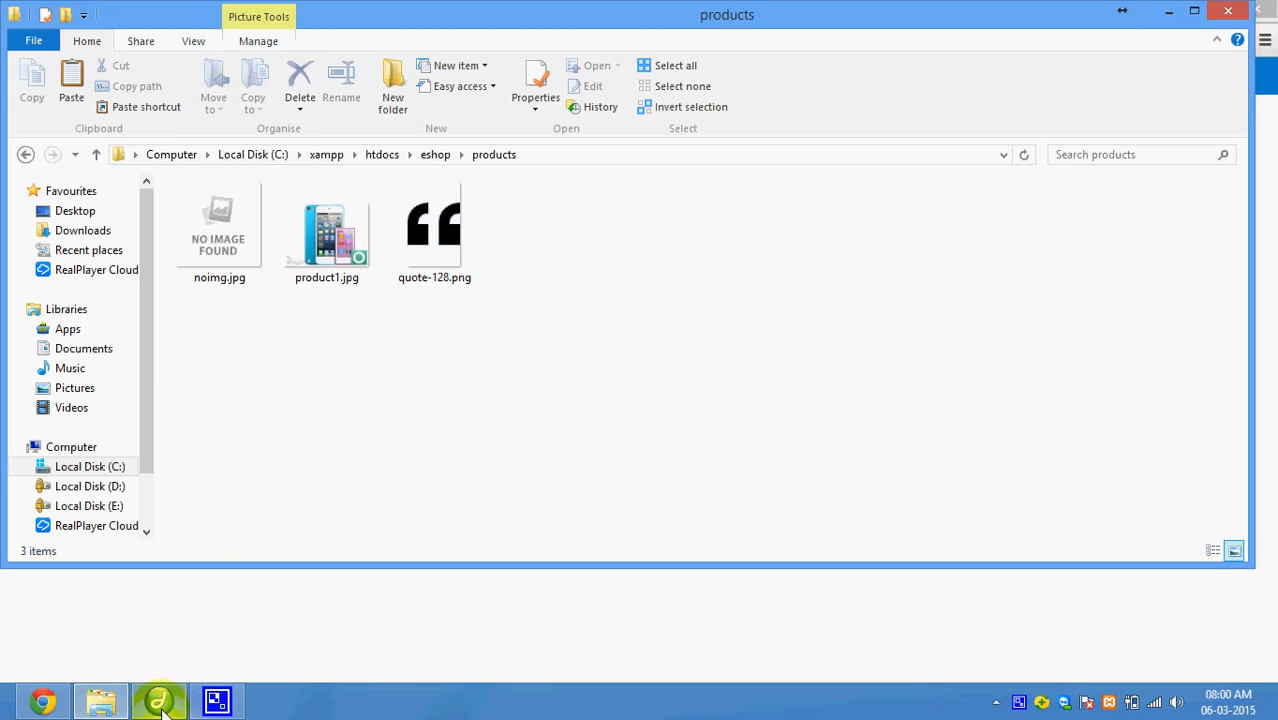 Picture Tools
products
File
Home
Share
View
Manage
Copy
Paste
Cut
Copy path
Paste shortcut
Clipboard
Move to
Copy to
Delete
Rename
Organise
New folder
New item
Easy access
New
Properties
Open
Edit
History
Open
Select all
Select none
Invert selection
Select
Computer
Local Disk (C:)
xampp
htdocs
eshop
products
Search products
Favourites
Desktop
Downloads
Recent places
RealPlayer Cloud
Libraries
Apps
Documents
Music
Pictures
Videos
Computer
Local Disk (C:)
Local Disk (D:)
Local Disk (E:)
RealPlayer Cloud
NO IMAGE
FOUND
noimg.jpg
product1.jpg
quote-128.png
3 items
08:00 AM
06-03-2015